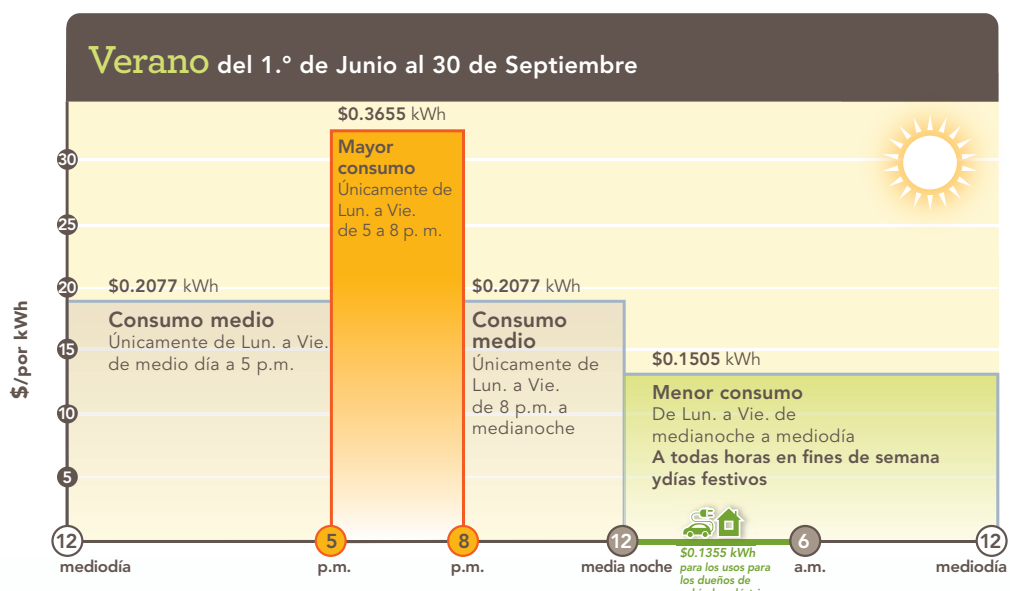 Verano del 1.° de Junio al 30 de Septiembre
$/por kWh
30
25
20
15
10
5
$0.2077 kWh
Consumo medio
Únicamente de Lun. a Vie.
de medio día a 5 p.m.
$0.3655 kWh
Mayor
consumo
Únicamente de
Lun. a Vie.
de 5 a 8 p. m.
$0.2077 kWh
Consumo
medio
Únicamente de
Lun. a Vie.
de 8 p.m. a
medianoche
$0.1505 kWh
Menor consumo
De Lun. a Vie. de
medianoche a mediodía
A todas horas en fines de semana
ydías festivos
12
mediodía
5
p.m.
8
p.m.
12
media noche
6
a.m.
12
mediodía
$0.1355 kWh
para los usos para
los dueños de